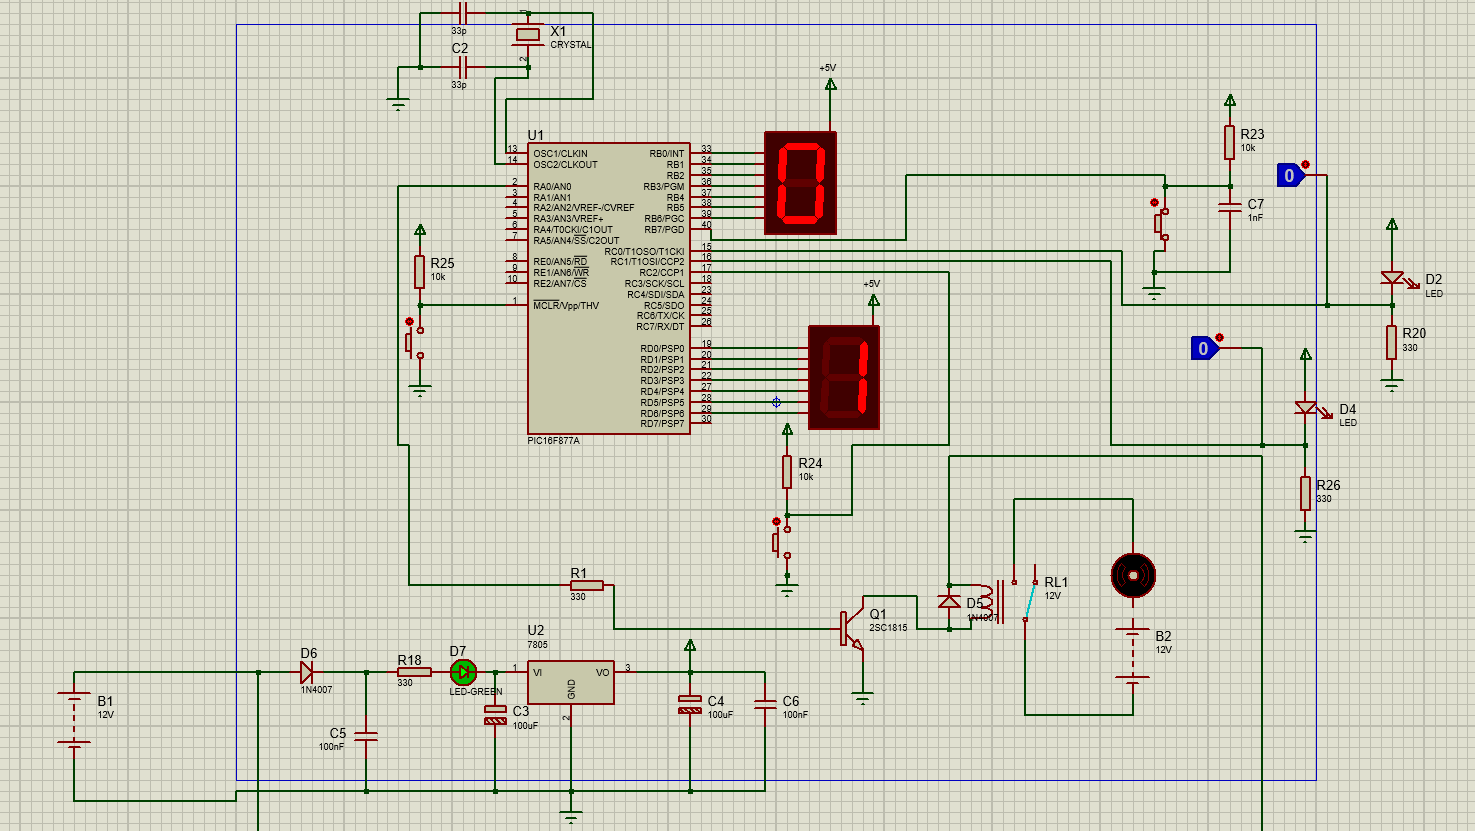 33p
X1
CRYSTAL
1
2
C2
33p
+5V
U1
13 OSC1/CLKIN
14 OSC2/CLKOUT
2 RA0/AN0
3 RA1/AN1
4 RA2/AN2/VREF-/CVREF
5 RA3/AN3/VREF+
6 RA4/T0CKI/C1OUT
7 RA5/AN4/SS/C2OUT
8 RE0/AN5/RD
9 RE1/AN6/WR
10 RE2/AN7/CS
1 MCLR/Vpp/THV
RB0/INT 33
RB1 34
RB2 35
RB3/PGM 36
RB4 37
RB5 38
RB6/PGC 39
RB7/PGD 40
RC0/T1OSO/T1CKI 15
RC1/T1OSI/CCP2 16
RC2/CCP1 17
RC3/SCK/SCL 18
RC4/SDI/SDA 23
RC5/SDO 24
RC6/TX/CK 25
RC7/RX/DT 26
RD0/PSP0 19
RD1/PSP1 20
RD2/PSP2 21
RD3/PSP3 22
RD4/PSP4 27
RD5/PSP5 28
RD6/PSP6 29
RD7/PSP7 30
PIC16F877A
0
+5V
1
R25
10k
R23
10k
C7
1nF
0
D2
LED
R20
330
0
D4
LED
R26
330
R24
10k
R1
330
Q1
2SC1815
D5
1N4007
RL1
12V
B2
12V
B1
12V
D6
1N4007
C5
100nF
R18
330
D7
LED-GREEN
C3
100uF
U2
7805
1 VI
VO 3
GND
2
C4
100uF
C6
100nF